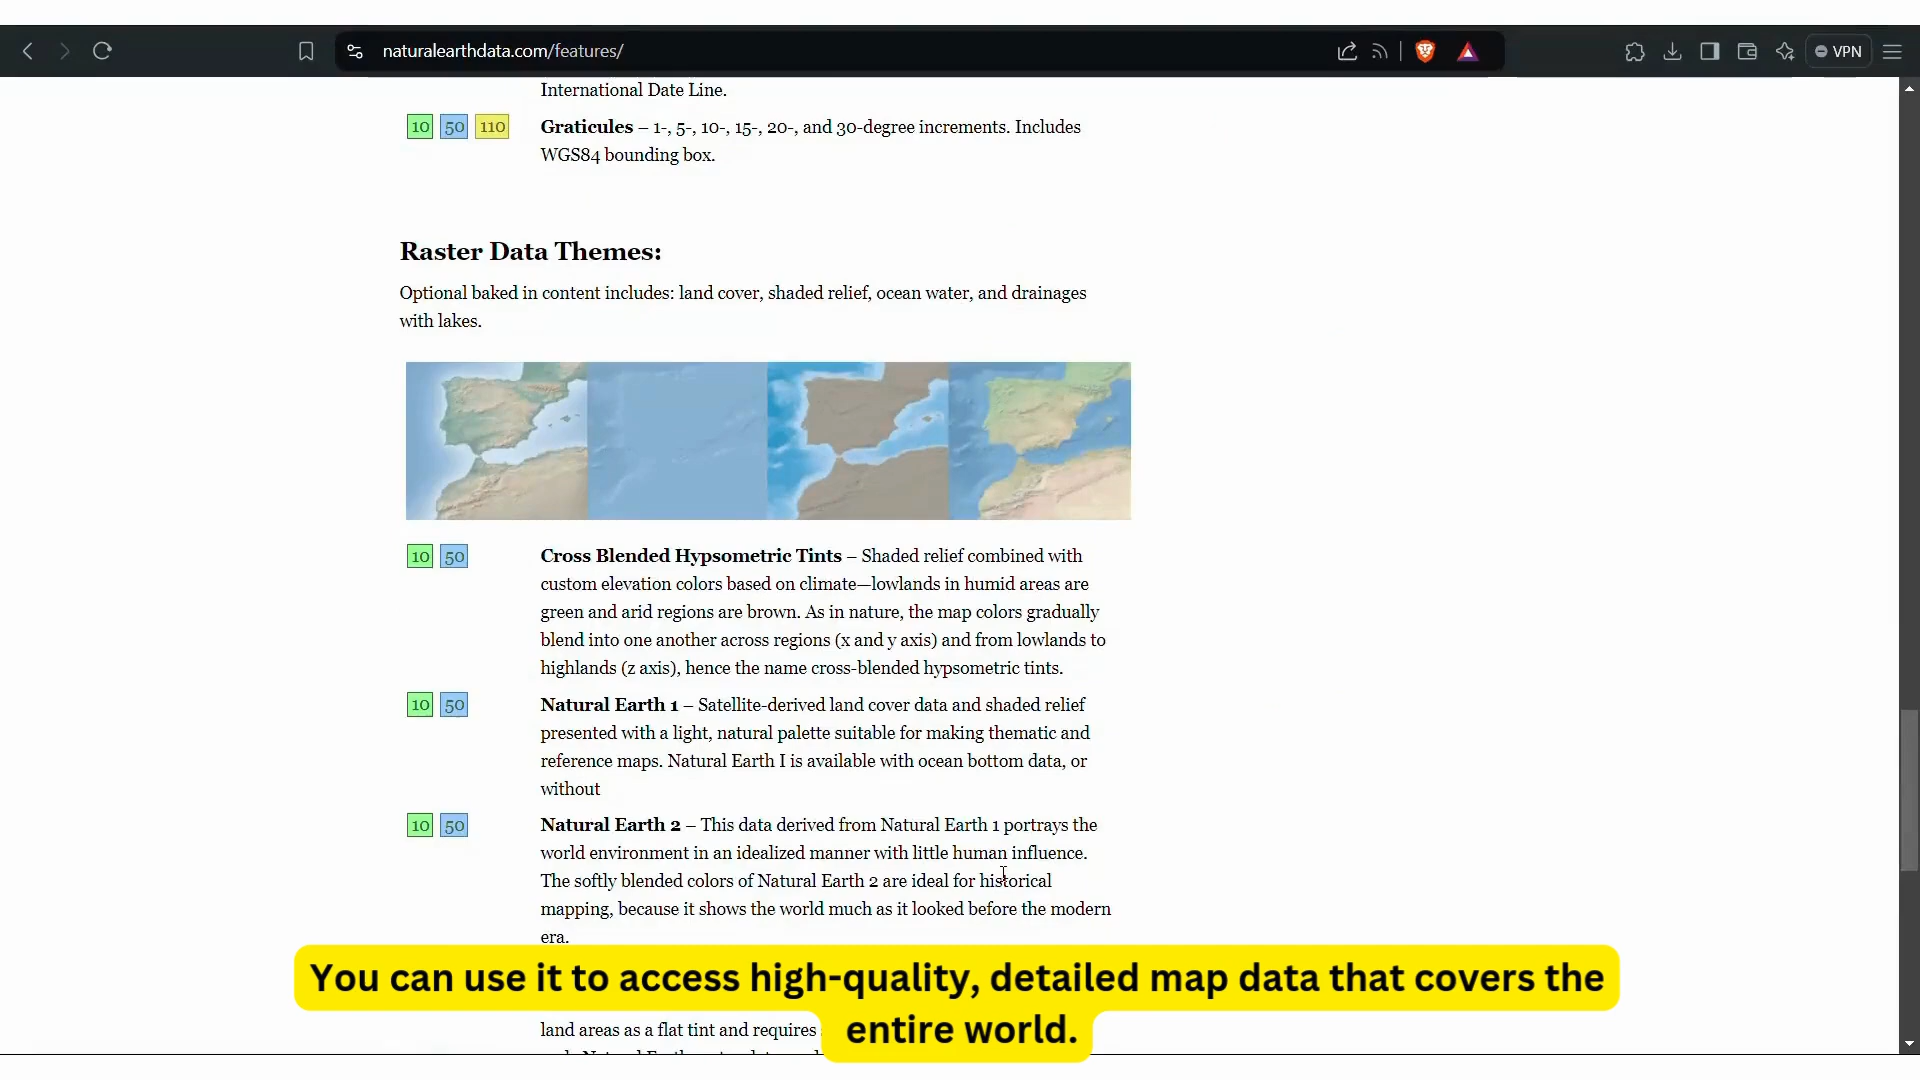 naturalearthdata.com/features/
VPN
International Date Line.
10 50 110 Graticules – 1-, 5-, 10-, 15-, 20-, and 30-degree increments. Includes
WGS84 bounding box.
Raster Data Themes:
Optional baked in content includes: land cover, shaded relief, ocean water, and drainages
with lakes.
10 50 Cross Blended Hypsometric Tints – Shaded relief combined with
custom elevation colors based on climate—lowlands in humid areas are
green and arid regions are brown. As in nature, the map colors gradually
blend into one another across regions (x and y axis) and from lowlands to
highlands (z axis), hence the name cross-blended hypsometric tints.
10 50 Natural Earth 1 – Satellite-derived land cover data and shaded relief
presented with a light, natural palette suitable for making thematic and
reference maps. Natural Earth I is available with ocean bottom data, or
without
10 50 Natural Earth 2 – This data derived from Natural Earth 1 portrays the
world environment in an idealized manner with little human influence.
The softly blended colors of Natural Earth 2 are ideal for historical
mapping, because it shows the world much as it looked before the modern
era.
You can use it to access high-quality, detailed map data that covers the
entire world.
land areas as a flat tint and requires